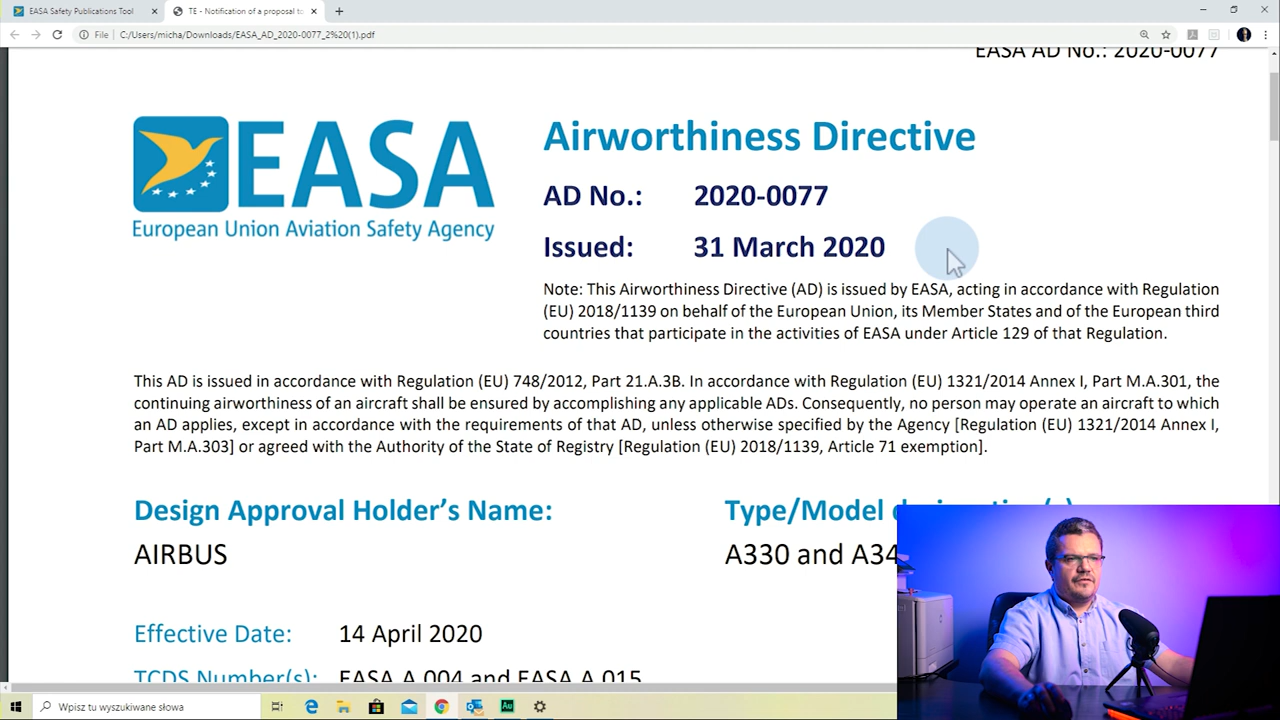 EASA Safety Publications Tool
TE - Notification of a proposal to
File C:/Users/micha/Downloads/EASA_AD_2020-0077_2%20(1).pdf
EASA AD No.: 2020-0077
EASA
European Union Aviation Safety Agency
Airworthiness Directive
AD No.: 2020-0077
Issued: 31 March 2020
Note: This Airworthiness Directive (AD) is issued by EASA, acting in accordance with Regulation
(EU) 2018/1139 on behalf of the European Union, its Member States and of the European third
countries that participate in the activities of EASA under Article 129 of that Regulation.
This AD is issued in accordance with Regulation (EU) 748/2012, Part 21.A.3B. In accordance with Regulation (EU) 1321/2014 Annex I, Part M.A.301, the
continuing airworthiness of an aircraft shall be ensured by accomplishing any applicable ADs. Consequently, no person may operate an aircraft to which
an AD applies, except in accordance with the requirements of that AD, unless otherwise specified by the Agency [Regulation (EU) 1321/2014 Annex I,
Part M.A.303] or agreed with the Authority of the State of Registry [Regulation (EU) 2018/1139, Article 71 exemption].
Design Approval Holder's Name: Type/Model
AIRBUS A330 and
Effective Date: 14 April 2020
TCDS Number(s): EASA.A.004 and EASA.A.015
Wpisz tu wyszukiwane słowa